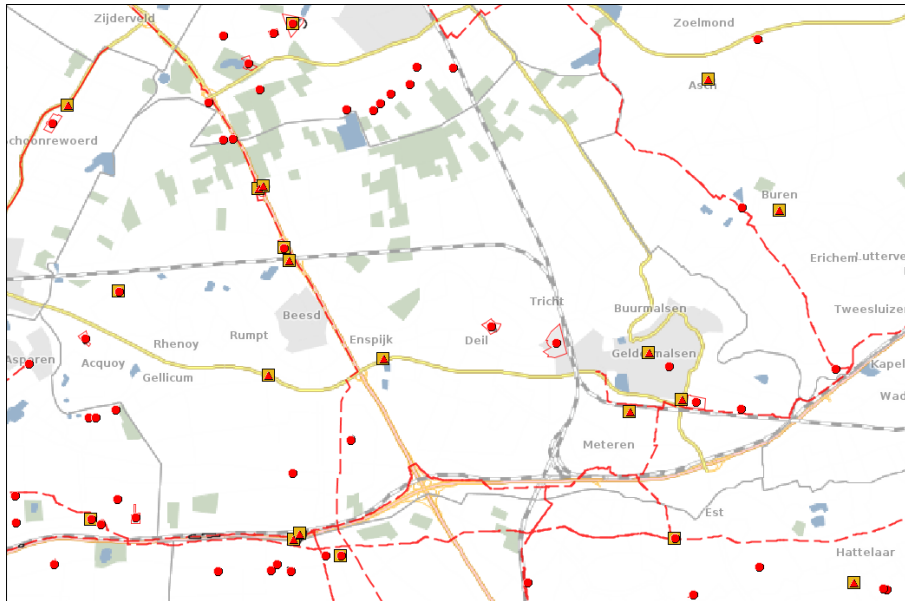 Zijderveld
Zoelmond
Asch
choonrewoerd
Buren
Erichem
Lutterve
Tricht
Buurmalsen
Tweesluizen
Beesd
Rumpt
Enspijk
Deil
Rhenoy
Geldermalsen
Asperen
Acquoy
Kapel
Gellicum
Wad
Meteren
Est
Hattelaar